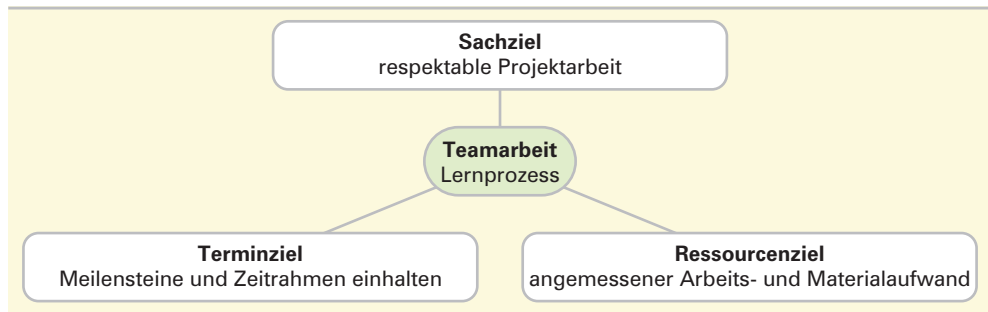 Sachziel
respektable Projektarbeit
Teamarbeit
Lernprozess
Terminziel
Meilensteine und Zeitrahmen einhalten
Ressourcenziel
angemessener Arbeits- und Materialaufwand